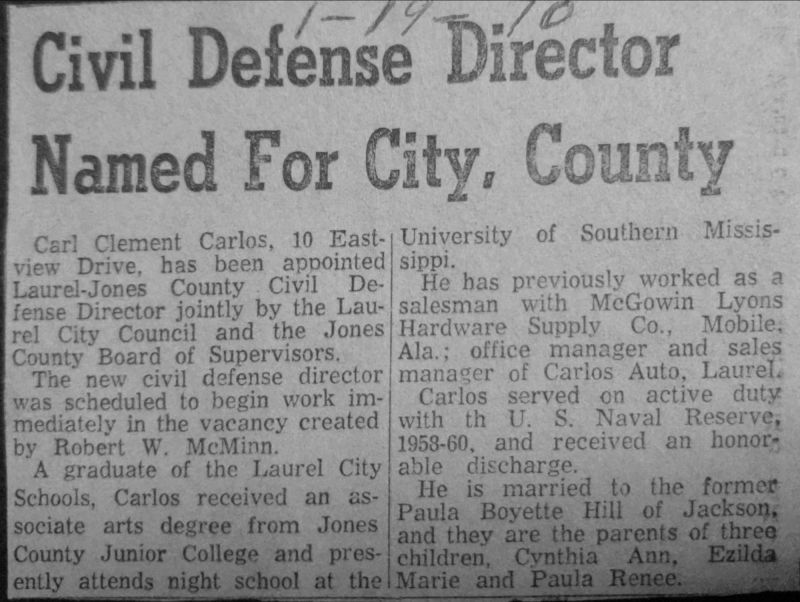 1-19-70
Civil Defense Director
Named For City, County
Carl Clement Carlos, 10 East-
view Drive, has been appointed
Laurel-Jones County Civil De-
fense Director jointly by the Lau-
rel City Council and the Jones
County Board of Supervisors.
The new civil defense director
was scheduled to begin work im-
mediately in the vacancy created
by Robert W. McMinn.
A graduate of the Laurel City
Schools, Carlos received an as-
sociate arts degree from Jones
County Junior College and pres-
ently attends night school at the
University of Southern Missis-
sippi.
He has previously worked as a
salesman with McGowin Lyons
Hardware Supply Co., Mobile,
Ala.; office manager and sales
manager of Carlos Auto, Laurel.
Carlos served on active duty
with th U. S. Naval Reserve,
1958-60, and received an honor-
able discharge.
He is married to the former
Paula Boyette Hill of Jackson,
and they are the parents of three
children, Cynthia Ann, Ezilda
Marie and Paula Renee.